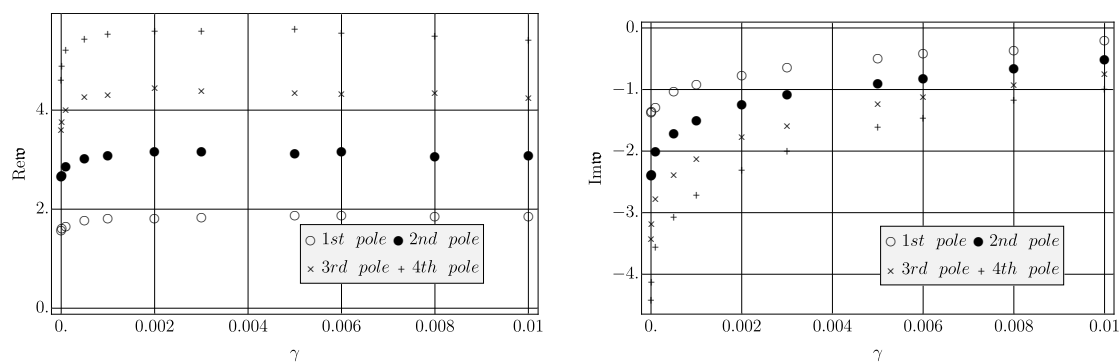 Re𝔴
4.
2.
0.
0. 0.002 0.004 0.006 0.008 0.01
γ
○ 1st pole ● 2nd pole
× 3rd pole + 4th pole
Im𝔴
0.
−1.
−2.
−3.
−4.
0. 0.002 0.004 0.006 0.008 0.01
γ
○ 1st pole ● 2nd pole
× 3rd pole + 4th pole